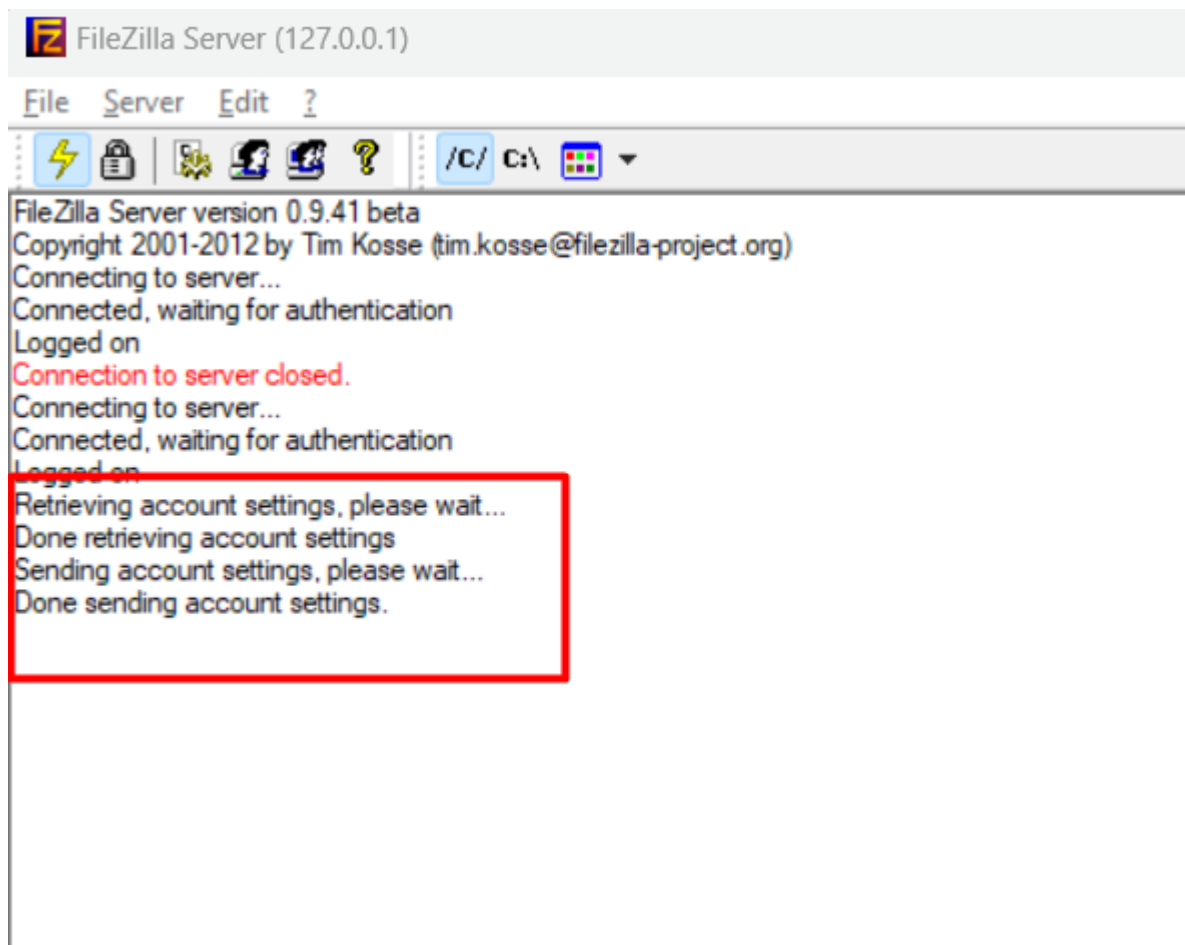 FileZilla Server (127.0.0.1)
File Server Edit ?
/C/ C:\
FileZilla Server version 0.9.41 beta
Copyright 2001-2012 by Tim Kosse (tim.kosse@filezilla-project.org)
Connecting to server...
Connected, waiting for authentication
Logged on
Connection to server closed.
Connecting to server...
Connected, waiting for authentication
Logged on
Retrieving account settings, please wait...
Done retrieving account settings
Sending account settings, please wait...
Done sending account settings.